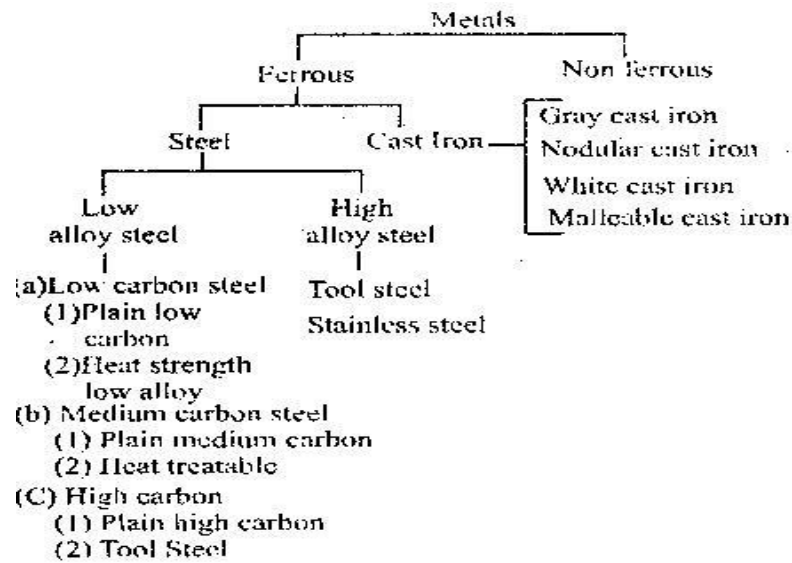 Metals
Ferrous
Non ferrous
Steel
Cast Iron
Gray cast iron
Nodular cast iron
White cast iron
Malleable cast iron
Low
alloy steel
High
alloy steel
(a)Low carbon steel
(1)Plain low
carbon
(2)Heat strength
low alloy
(b) Medium carbon steel
(1) Plain medium carbon
(2) Heat treatable
(C) High carbon
(1) Plain high carbon
(2) Tool Steel
Tool steel
Stainless steel